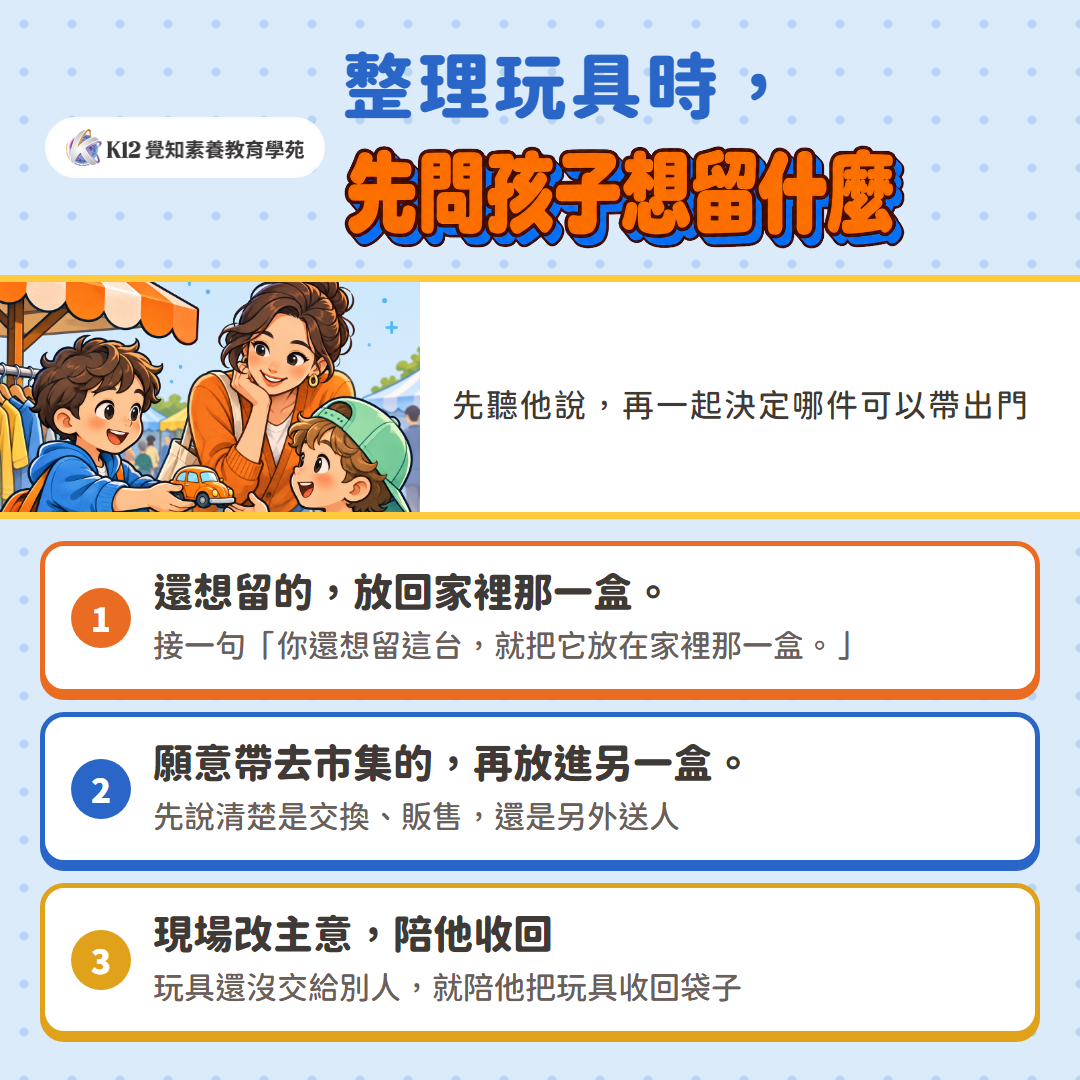 整理玩具時，
K12 覺知素養教育學苑
先問孩子想留什麼
先聽他說，再一起決定哪件可以帶出門
1
還想留的，放回家裡那一盒。
接一句「你還想留這台，就把它放在家裡那一盒。」
2
願意帶去市集的，再放進另一盒。
先說清楚是交換、販售，還是另外送人
3
現場改主意，陪他收回
玩具還沒交給別人，就陪他把玩具收回袋子